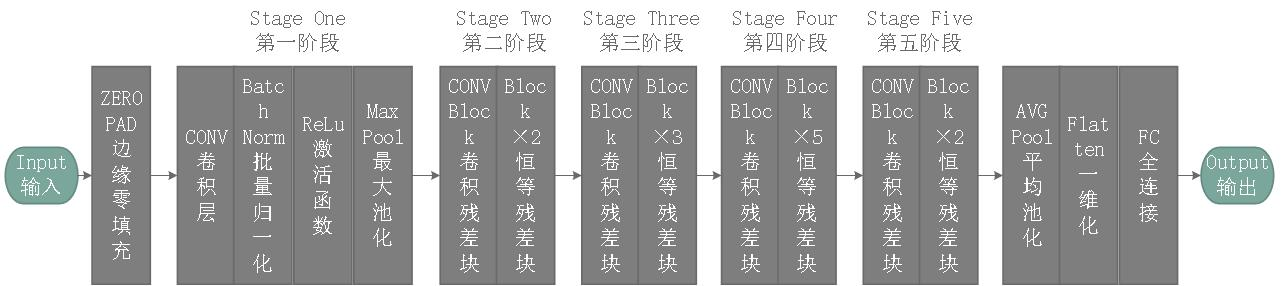 Stage One
第一阶段
Stage Two
第二阶段
Stage Three
第三阶段
Stage Four
第四阶段
Stage Five
第五阶段
Input
输入
ZERO
PAD
边
缘
零
填
充
CONV
卷
积
层
Batc
h
Norm
批
量
归
一
化
ReLu
激
活
函
数
Max
Pool
最
大
池
化
CONV
Bloc
k
卷
积
残
差
块
Bloc
k
×2
恒
等
残
差
块
CONV
Bloc
k
卷
积
残
差
块
Bloc
k
×3
恒
等
残
差
块
CONV
Bloc
k
卷
积
残
差
块
Bloc
k
×5
恒
等
残
差
块
CONV
Bloc
k
卷
积
残
差
块
Bloc
k
×2
恒
等
残
差
块
AVG
Pool
平
均
池
化
Flat
ten
一
维
化
FC
全
连
接
Output
输出